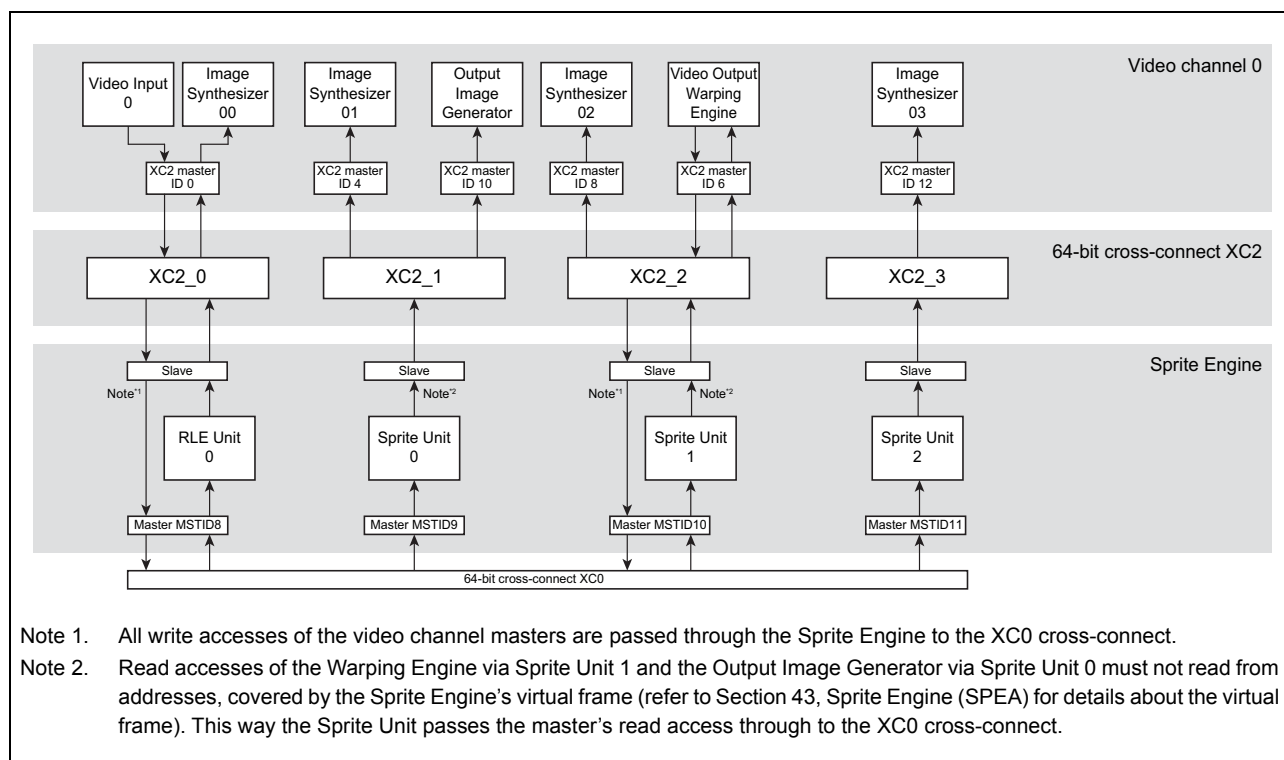 Video channel 0
Video Input
0
Image
Synthesizer
00
Image
Synthesizer
01
Output
Image
Generator
Image
Synthesizer
02
Video Output
Warping
Engine
Image
Synthesizer
03
XC2 master
ID 0
XC2 master
ID 4
XC2 master
ID 10
XC2 master
ID 8
XC2 master
ID 6
XC2 master
ID 12
64-bit cross-connect XC2
XC2_0
XC2_1
XC2_2
XC2_3
Sprite Engine
Slave
Slave
Slave
Slave
Note*1
Note*2
Note*1
Note*2
RLE Unit
0
Sprite Unit
0
Sprite Unit
1
Sprite Unit
2
Master MSTID8
Master MSTID9
Master MSTID10
Master MSTID11
64-bit cross-connect XC0
Note 1. All write accesses of the video channel masters are passed through the Sprite Engine to the XC0 cross-connect.
Note 2. Read accesses of the Warping Engine via Sprite Unit 1 and the Output Image Generator via Sprite Unit 0 must not read from
addresses, covered by the Sprite Engine's virtual frame (refer to Section 43, Sprite Engine (SPEA) for details about the virtual
frame). This way the Sprite Unit passes the master's read access through to the XC0 cross-connect.